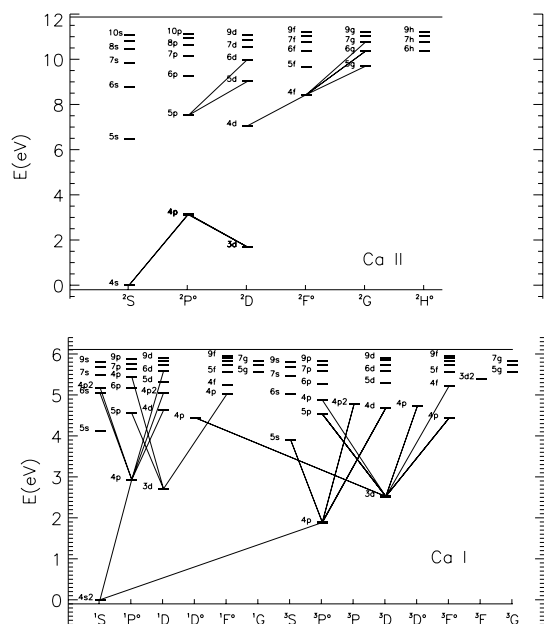 12
10s 10p 9d 9f 9g 9h
8s 8p 7d 7f 7g 7h
7s 7p 6d 6f 6g 6h
10
6s 6p 5d 5f 5g
5p 4f
8
5s 4d
6
E(eV)
4
4p
3d
2
Ca II
0
4s
²S ²P° ²D ²F° ²G ²H°
6
9s 9p 9d 9f 7g 9s 9p 9d 9f 7g
7s 4p 6d 5f 5g 7s 7p 7d 5f 3d2 5g
4p2 6p 5d 4f 6p 5d 4f
6s 4p2 4p 6s 4p
5
5p 4d 4p 5p 4p2 4d 4p 4p
5s
4
5s
E(eV)
3
4p 3d 3d
2
4p
Ca I
1
0
4s2
¹S ¹P° ¹D ¹D° ¹F° ¹G ³S ³P° ³P ³D ³D° ³F° ³F ³G